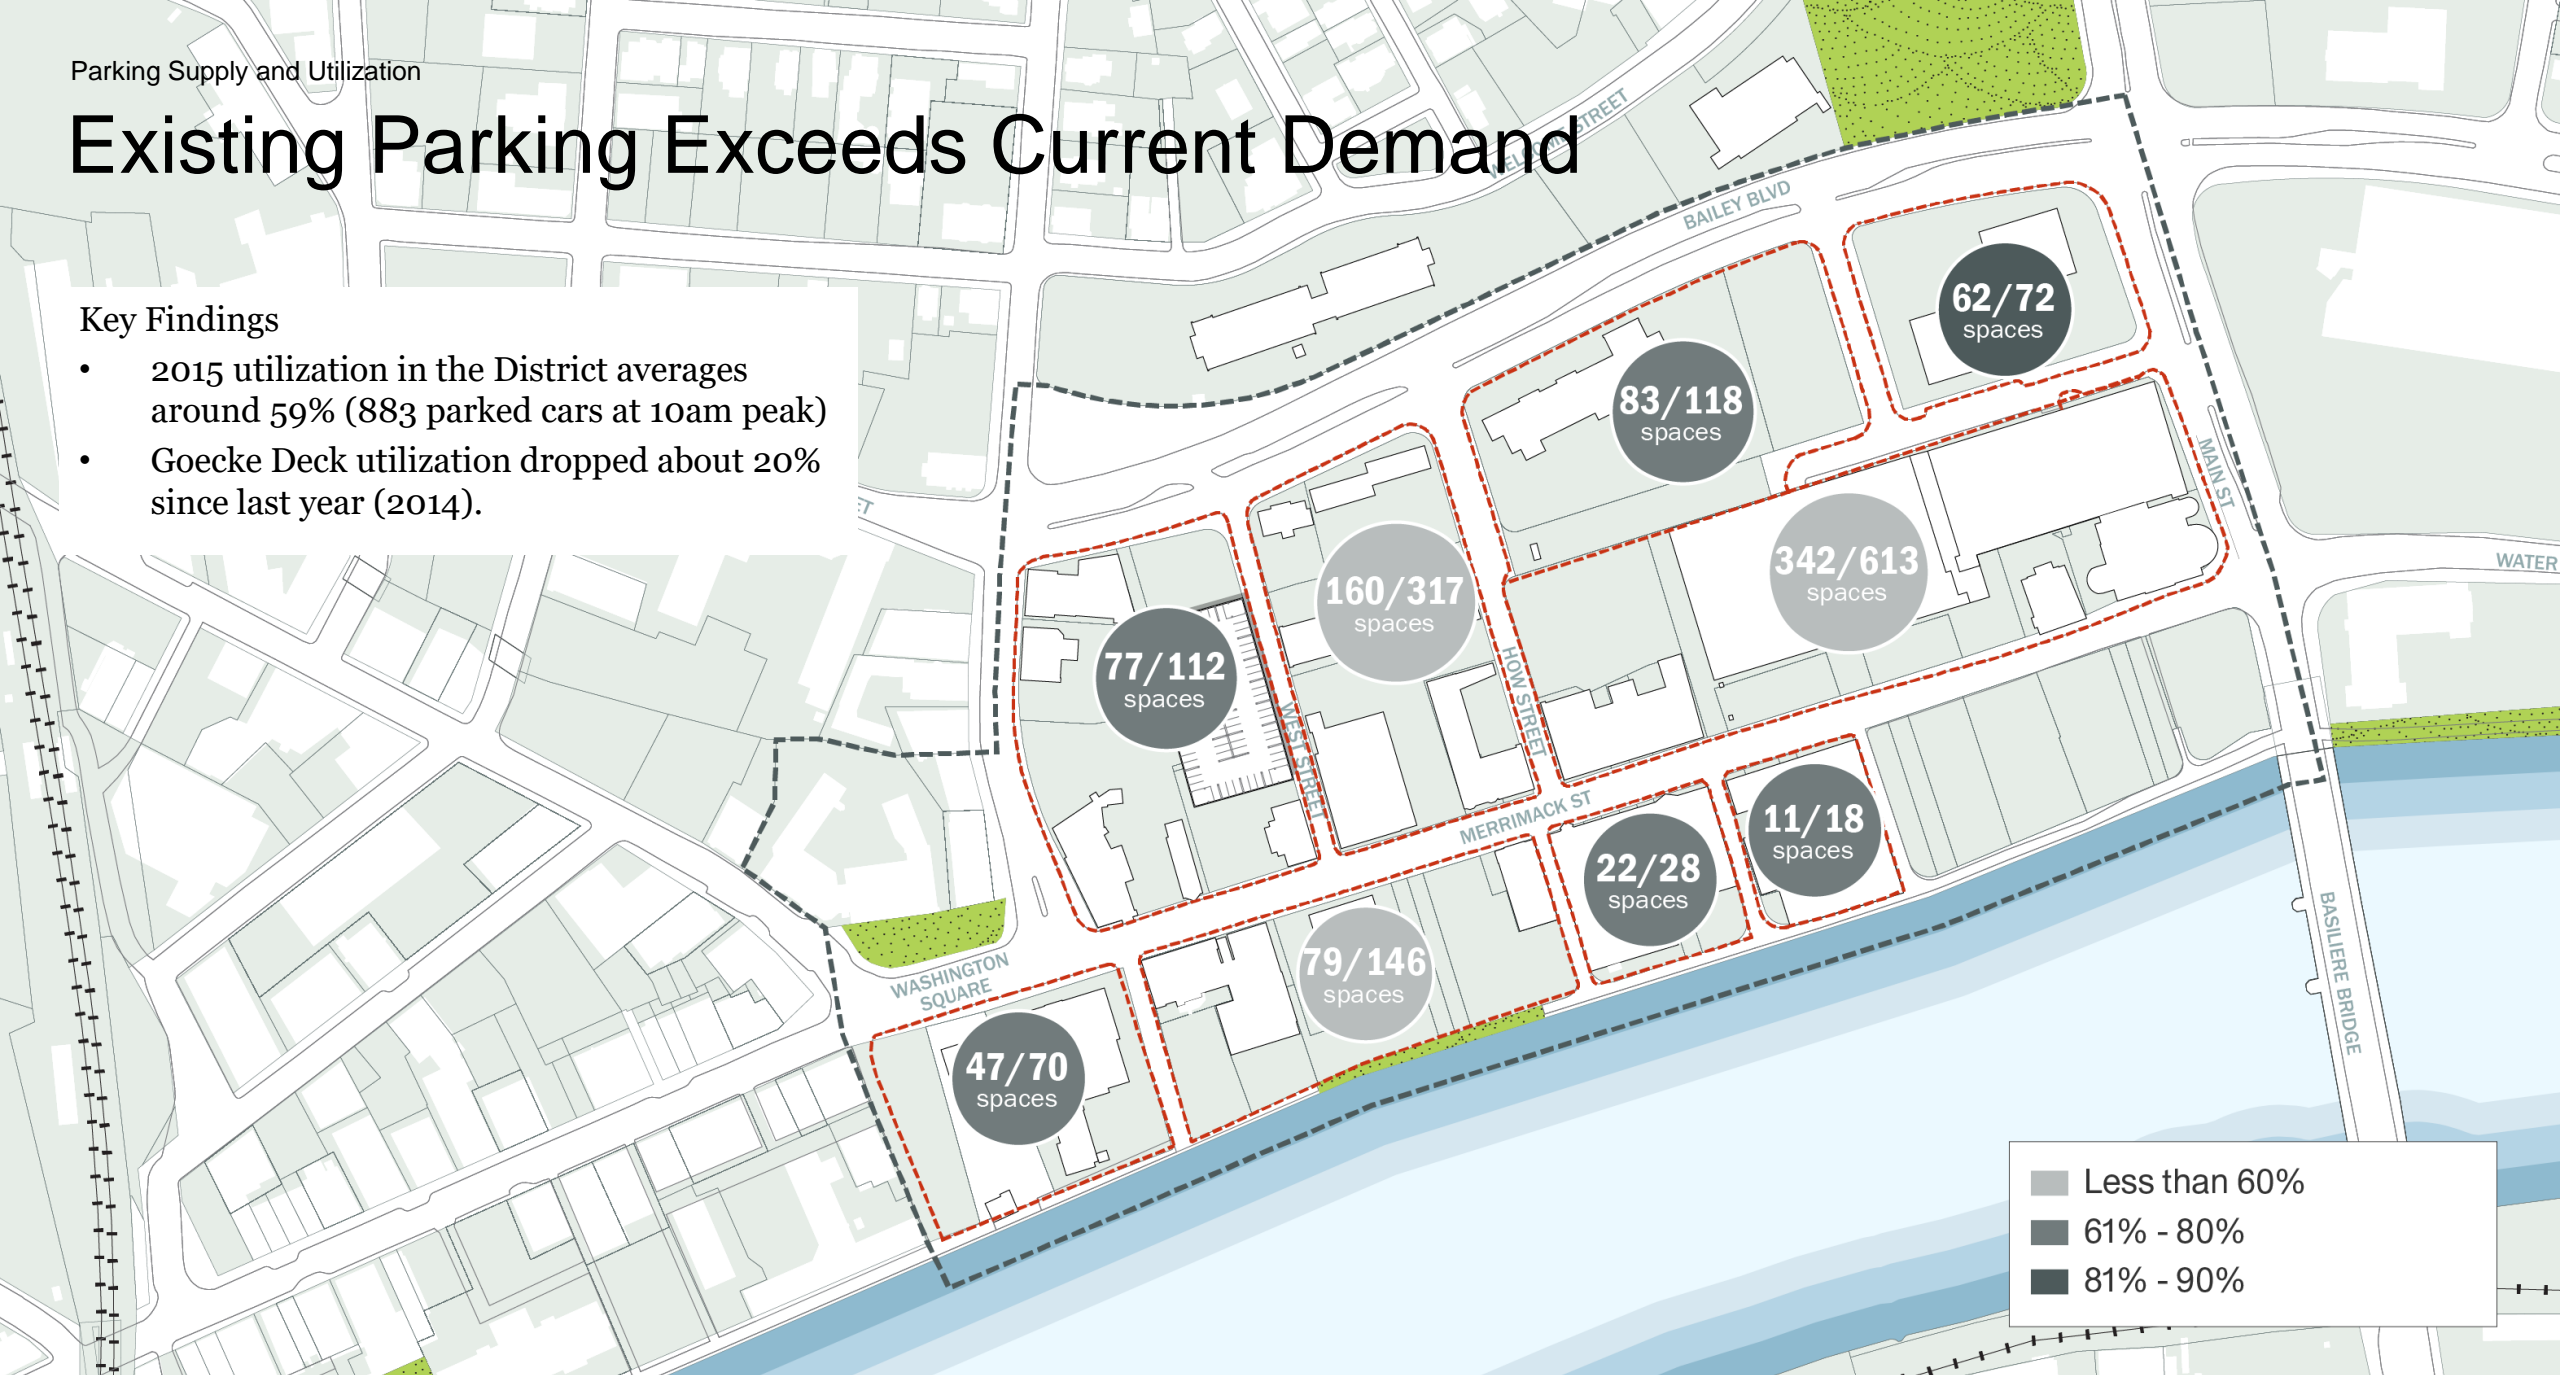 Parking Supply and Utilization
Existing Parking Exceeds Current Demand
Key Findings
• 2015 utilization in the District averages
around 59% (883 parked cars at 10am peak)
• Goecke Deck utilization dropped about 20%
since last year (2014).
BAILEY BLVD
62/72
spaces
83/118
spaces
MAIN ST
342/613
spaces
WATER
160/317
spaces
77/112
spaces
HOW STREET
WEST STREET
MERRIMACK ST
11/18
spaces
22/28
spaces
79/146
spaces
WASHINGTON
SQUARE
47/70
spaces
BASILIERE BRIDGE
Less than 60%
61% - 80%
81% - 90%